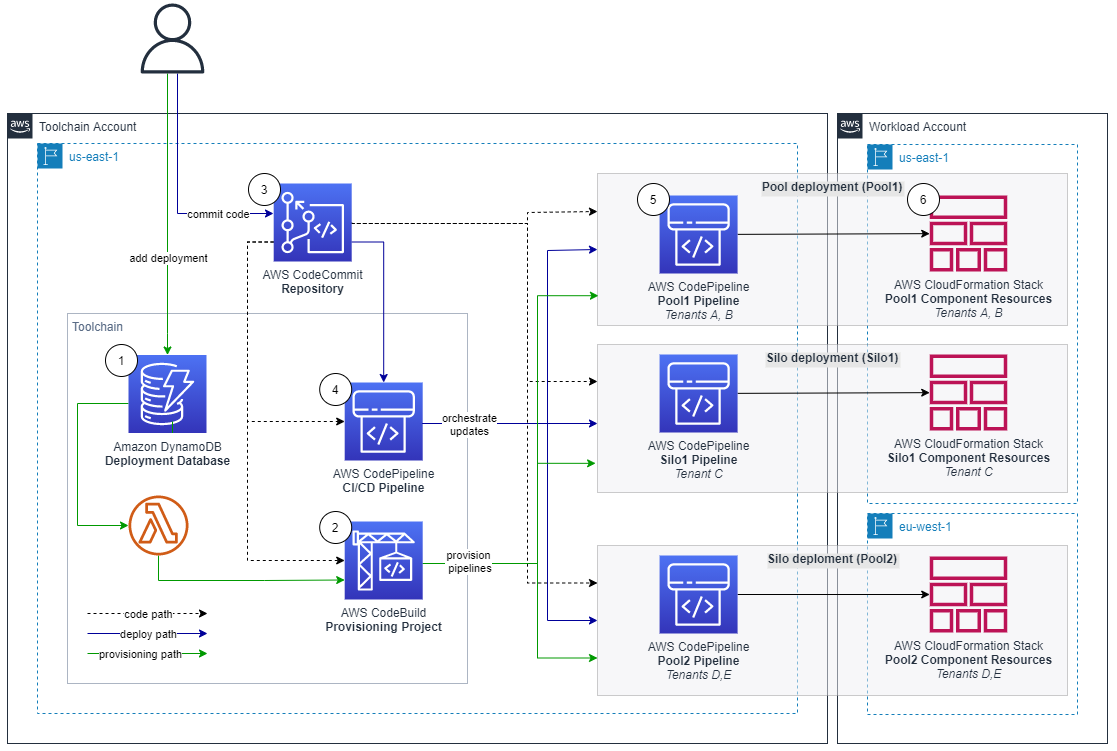 aws
Toolchain Account
aws
Workload Account
us-east-1
us-east-1
3
commit code
AWS CodeCommit
Repository
add deployment
Toolchain
1
Amazon DynamoDB
Deployment Database
4
AWS CodePipeline
CI/CD Pipeline
orchestrate
updates
2
AWS CodeBuild
Provisioning Project
provision
pipelines
code path
deploy path
provisioning path
Pool deployment (Pool1)
5
AWS CodePipeline
Pool1 Pipeline
Tenants A, B
6
AWS CloudFormation Stack
Pool1 Component Resources
Tenants A, B
Silo deployment (Silo1)
AWS CodePipeline
Silo1 Pipeline
Tenant C
AWS CloudFormation Stack
Silo1 Component Resources
Tenant C
eu-west-1
Silo deploment (Pool2)
AWS CodePipeline
Pool2 Pipeline
Tenants D,E
AWS CloudFormation Stack
Pool2 Component Resources
Tenants D,E